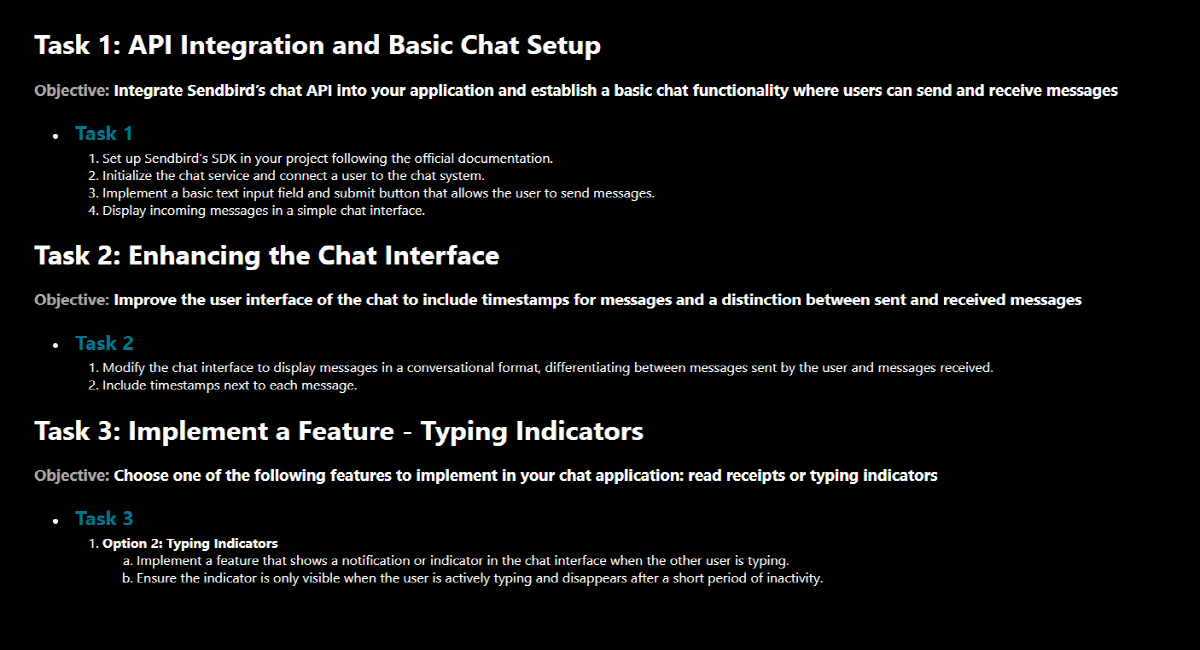 Task 1: API Integration and Basic Chat Setup
Objective: Integrate Sendbird’s chat API into your application and establish a basic chat functionality where users can send and receive messages
• Task 1
1. Set up Sendbird’s SDK in your project following the official documentation.
2. Initialize the chat service and connect a user to the chat system.
3. Implement a basic text input field and submit button that allows the user to send messages.
4. Display incoming messages in a simple chat interface.
Task 2: Enhancing the Chat Interface
Objective: Improve the user interface of the chat to include timestamps for messages and a distinction between sent and received messages
• Task 2
1. Modify the chat interface to display messages in a conversational format, differentiating between messages sent by the user and messages received.
2. Include timestamps next to each message.
Task 3: Implement a Feature - Typing Indicators
Objective: Choose one of the following features to implement in your chat application: read receipts or typing indicators
• Task 3
1. Option 2: Typing Indicators
a. Implement a feature that shows a notification or indicator in the chat interface when the other user is typing.
b. Ensure the indicator is only visible when the user is actively typing and disappears after a short period of inactivity.